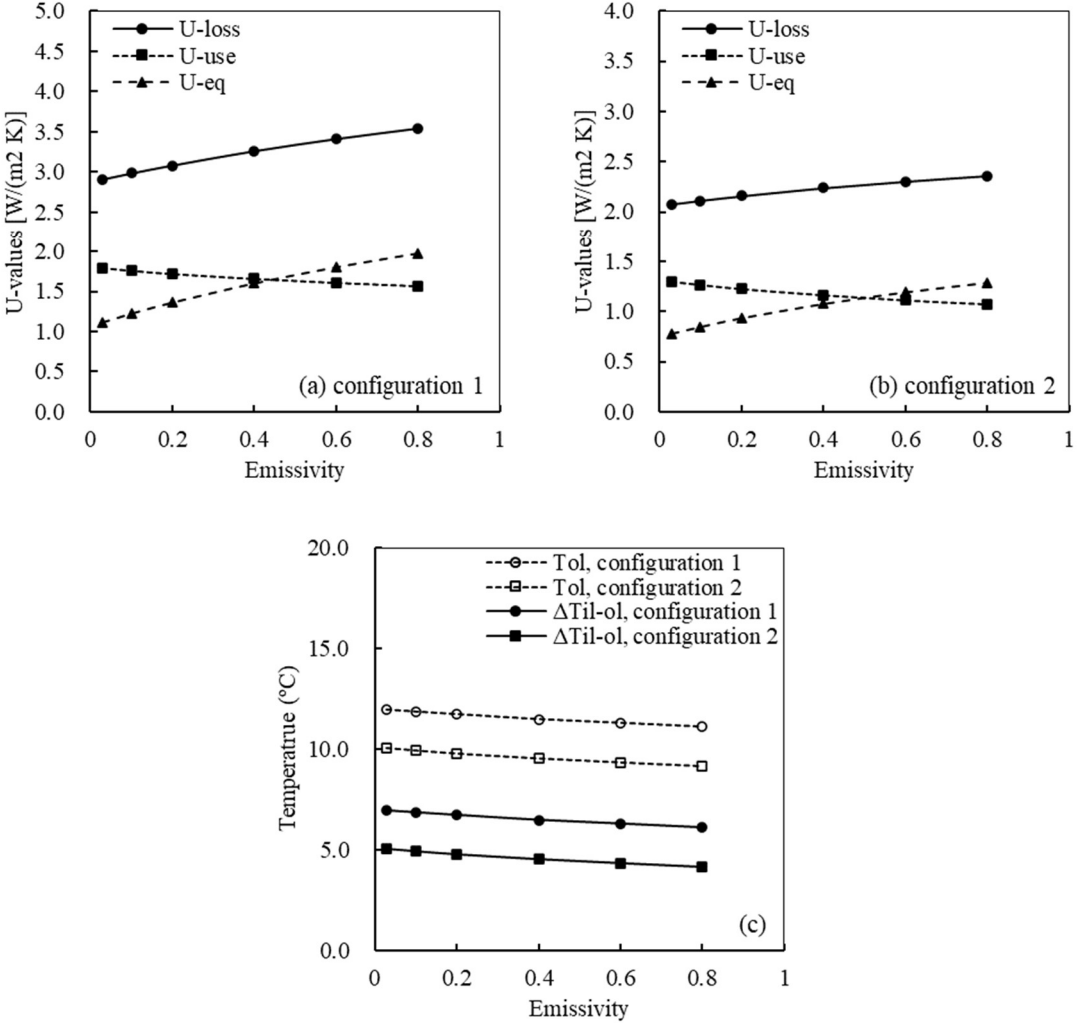 5.0
4.5
4.0
3.5
3.0
2.5
2.0
1.5
1.0
0.5
0.0
U-values [W/(m2 K)]
U-loss
U-use
U-eq
(a) configuration 1
0 0.2 0.4 0.6 0.8 1
Emissivity
4.0
3.5
3.0
2.5
2.0
1.5
1.0
0.5
0.0
U-values [W/(m2 K)]
U-loss
U-use
U-eq
(b) configuration 2
0 0.2 0.4 0.6 0.8 1
Emissivity
20.0
15.0
10.0
5.0
0.0
Temperatrue (°C)
Tol, configuration 1
Tol, configuration 2
ΔTil-ol, configuration 1
ΔTil-ol, configuration 2
(c)
0 0.2 0.4 0.6 0.8 1
Emissivity